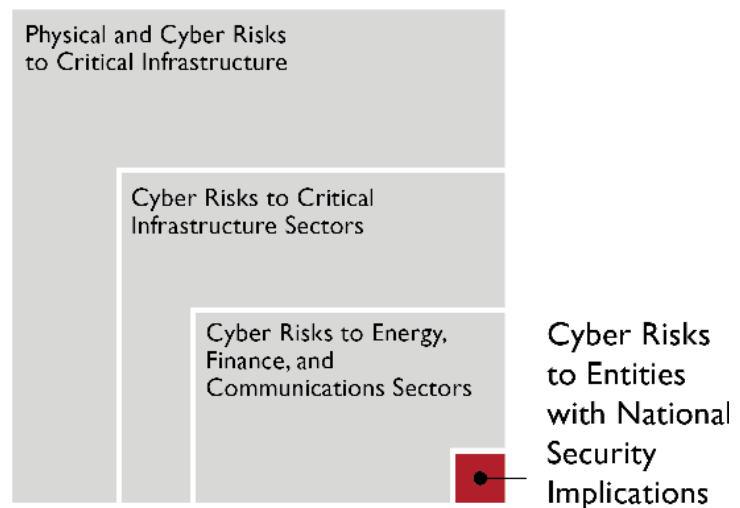 Physical and Cyber Risks
to Critical Infrastructure
Cyber Risks to Critical
Infrastructure Sectors
Cyber Risks to Energy,
Finance, and
Communications Sectors
Cyber Risks
to Entities
with National
Security
Implications